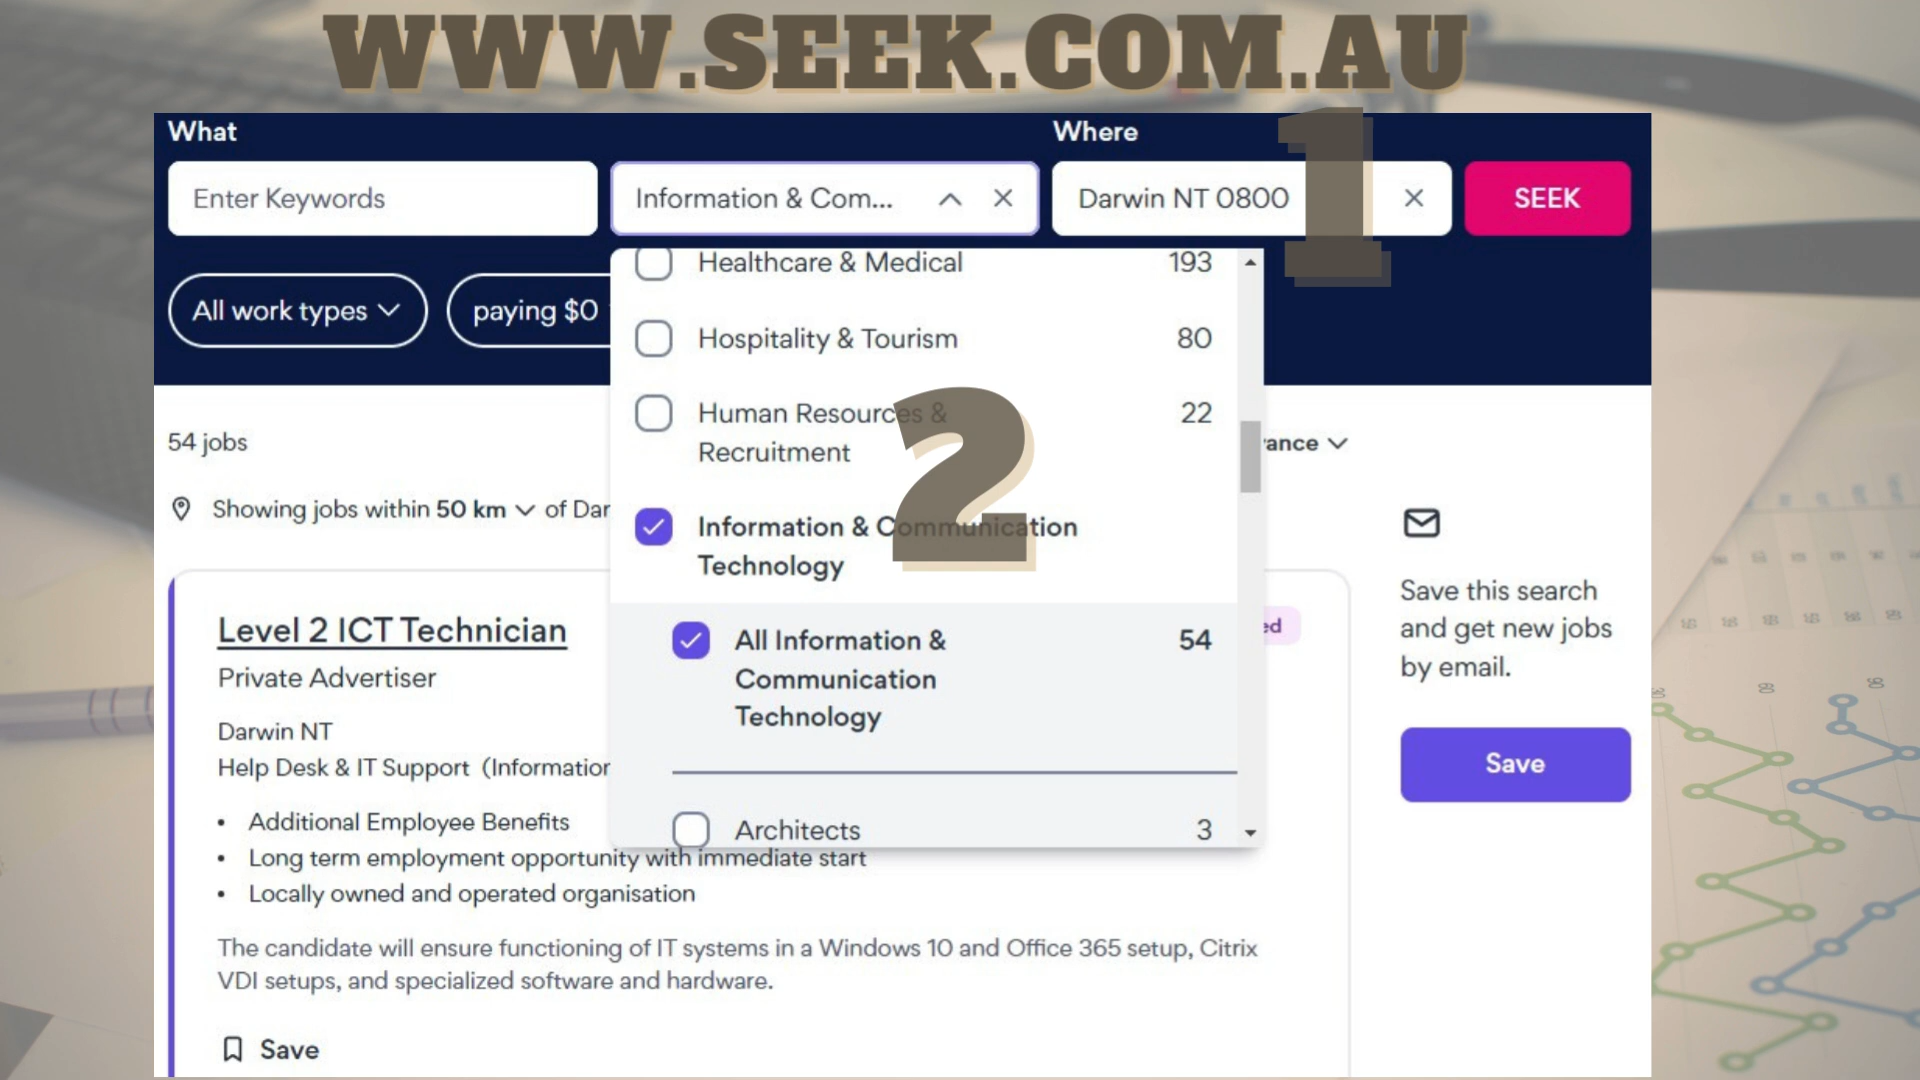 WWW.SEEK.COM.AU
1
What
Where
Enter Keywords
Information & Com...
Darwin NT 0800
SEEK
All work types
paying $0
Healthcare & Medical 193
Hospitality & Tourism 80
Human Resources & 22
Recruitment
2
Information & Communication
Technology
All Information & 54
Communication
Technology
Architects 3
54 jobs
Showing jobs within 50 km of Dar
Level 2 ICT Technician
Private Advertiser
Darwin NT
Help Desk & IT Support (Information
• Additional Employee Benefits
• Long term employment opportunity with immediate start
• Locally owned and operated organisation
The candidate will ensure functioning of IT systems in a Windows 10 and Office 365 setup, Citrix
VDI setups, and specialized software and hardware.
Save
Save this search
and get new jobs
by email.
Save